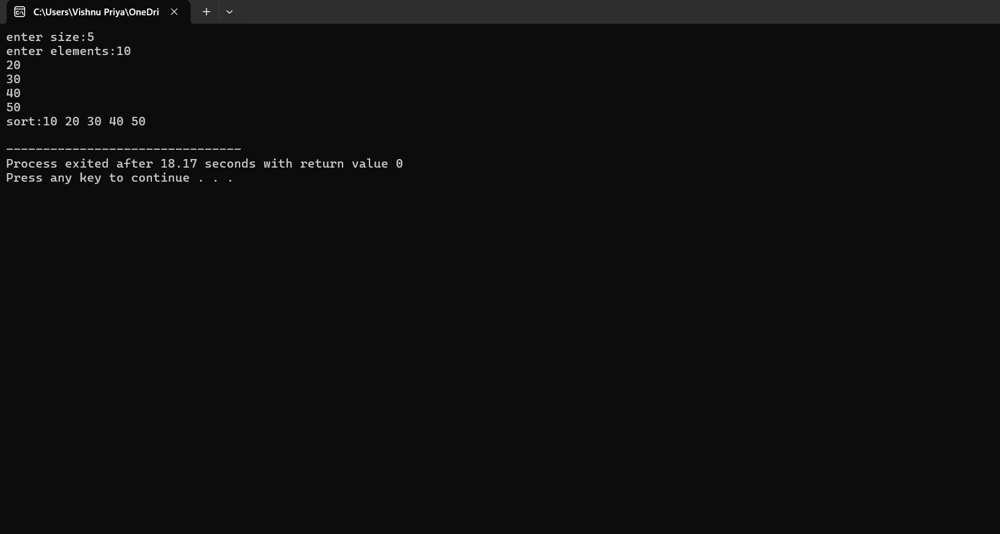 C:\Users\Vishnu Priya\OneDri
enter size:5
enter elements:10
20
30
40
50
sort:10 20 30 40 50
--------------------------------
Process exited after 18.17 seconds with return value 0
Press any key to continue . . .